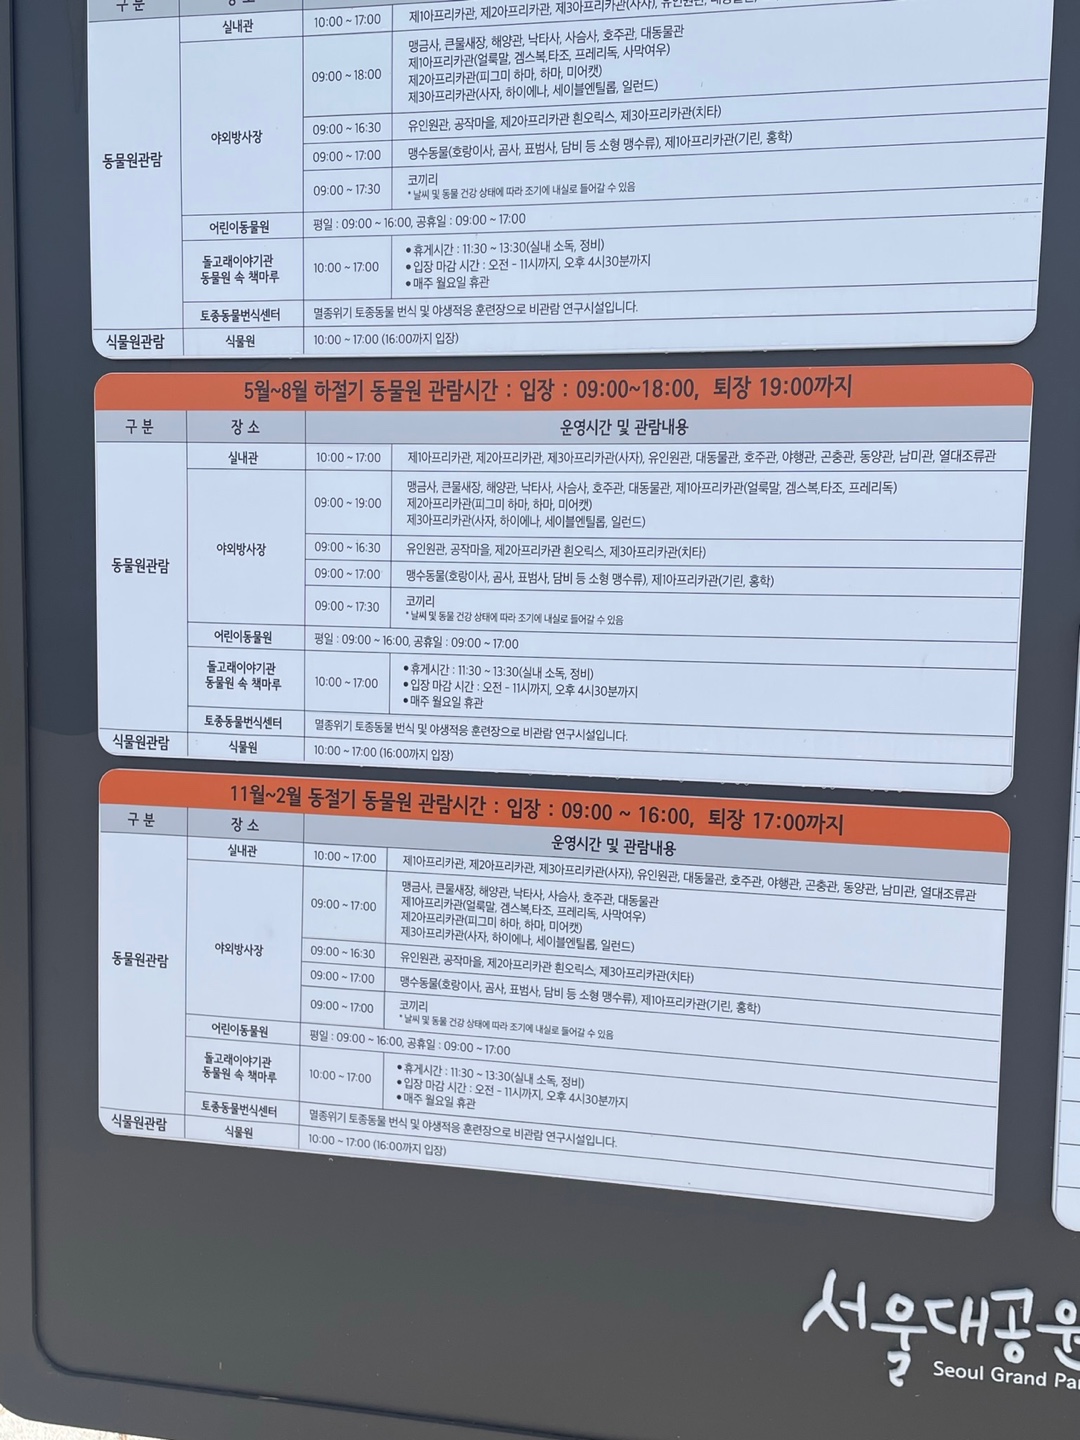 구 분 장 소
실내관 10:00 ~ 17:00 제1아프리카관, 제2아프리카관, 제3아프리카관(사자), 유인원관,
동물원관람 야외방사장 09:00 ~ 18:00 맹금사, 큰물새장, 해양관, 낙타사, 사슴사, 호주관, 대동물관
제1아프리카관(얼룩말, 겜스복,타조, 프레리독, 사막여우)
제2아프리카관(피그미 하마, 하마, 미어캣)
제3아프리카관(사자, 하이에나, 세이블엔틸롭, 일런드)
09:00 ~ 16:30 유인원관, 공작마을, 제2아프리카관 흰오릭스, 제3아프리카관(치타)
09:00 ~ 17:00 맹수동물(호랑이사, 곰사, 표범사, 담비 등 소형 맹수류), 제1아프리카관(기린, 홍학)
09:00 ~ 17:30 코끼리
* 날씨 및 동물 건강 상태에 따라 조기에 내실로 들어갈 수 있음
어린이동물원 평일 : 09:00 ~ 16:00, 공휴일 : 09:00 ~ 17:00
돌고래이야기관 동물원 속 책마루 10:00 ~ 17:00 •휴게시간 : 11:30 ~ 13:30(실내 소독, 정비)
•입장 마감 시간 : 오전 - 11시까지, 오후 4시30분까지
•매주 월요일 휴관
토종동물번식센터 멸종위기 토종동물 번식 및 야생적응 훈련장으로 비관람 연구시설입니다.
식물원관람 식물원 10:00 ~ 17:00 (16:00까지 입장)
5월~8월 하절기 동물원 관람시간 : 입장 : 09:00~18:00, 퇴장 19:00까지
구 분 장 소 운영시간 및 관람내용
실내관 10:00 ~ 17:00 제1아프리카관, 제2아프리카관, 제3아프리카관(사자), 유인원관, 대동물관, 호주관, 야행관, 곤충관, 동양관, 남미관, 열대조류관
동물원관람 야외방사장 09:00 ~ 19:00 맹금사, 큰물새장, 해양관, 낙타사, 사슴사, 호주관, 대동물관, 제1아프리카관(얼룩말, 겜스복,타조, 프레리독)
제2아프리카관(피그미 하마, 하마, 미어캣)
제3아프리카관(사자, 하이에나, 세이블엔틸롭, 일런드)
09:00 ~ 16:30 유인원관, 공작마을, 제2아프리카관 흰오릭스, 제3아프리카관(치타)
09:00 ~ 17:00 맹수동물(호랑이사, 곰사, 표범사, 담비 등 소형 맹수류), 제1아프리카관(기린, 홍학)
09:00 ~ 17:30 코끼리
* 날씨 및 동물 건강 상태에 따라 조기에 내실로 들어갈 수 있음
어린이동물원 평일 : 09:00 ~ 16:00, 공휴일 : 09:00 ~ 17:00
돌고래이야기관 동물원 속 책마루 10:00 ~ 17:00 •휴게시간 : 11:30 ~ 13:30(실내 소독, 정비)
•입장 마감 시간 : 오전 - 11시까지, 오후 4시30분까지
•매주 월요일 휴관
토종동물번식센터 멸종위기 토종동물 번식 및 야생적응 훈련장으로 비관람 연구시설입니다.
식물원관람 식물원 10:00 ~ 17:00 (16:00까지 입장)
11월~2월 동절기 동물원 관람시간 : 입장 : 09:00 ~ 16:00, 퇴장 17:00까지
구 분 장 소 운영시간 및 관람내용
실내관 10:00 ~ 17:00 제1아프리카관, 제2아프리카관, 제3아프리카관(사자), 유인원관, 대동물관, 호주관, 야행관, 곤충관, 동양관, 남미관, 열대조류관
동물원관람 야외방사장 09:00 ~ 17:00 맹금사, 큰물새장, 해양관, 낙타사, 사슴사, 호주관, 대동물관
제1아프리카관(얼룩말, 겜스복,타조, 프레리독, 사막여우)
제2아프리카관(피그미 하마, 하마, 미어캣)
제3아프리카관(사자, 하이에나, 세이블엔틸롭, 일런드)
09:00 ~ 16:30 유인원관, 공작마을, 제2아프리카관 흰오릭스, 제3아프리카관(치타)
09:00 ~ 17:00 맹수동물(호랑이사, 곰사, 표범사, 담비 등 소형 맹수류), 제1아프리카관(기린, 홍학)
09:00 ~ 17:00 코끼리
* 날씨 및 동물 건강 상태에 따라 조기에 내실로 들어갈 수 있음
어린이동물원 평일 : 09:00 ~ 16:00, 공휴일 : 09:00 ~ 17:00
돌고래이야기관 동물원 속 책마루 10:00 ~ 17:00 •휴게시간 : 11:30 ~ 13:30(실내 소독, 정비)
•입장 마감 시간 : 오전 - 11시까지, 오후 4시30분까지
•매주 월요일 휴관
토종동물번식센터 멸종위기 토종동물 번식 및 야생적응 훈련장으로 비관람 연구시설입니다.
식물원관람 식물원 10:00 ~ 17:00 (16:00까지 입장)
서울대공원
Seoul Grand Par